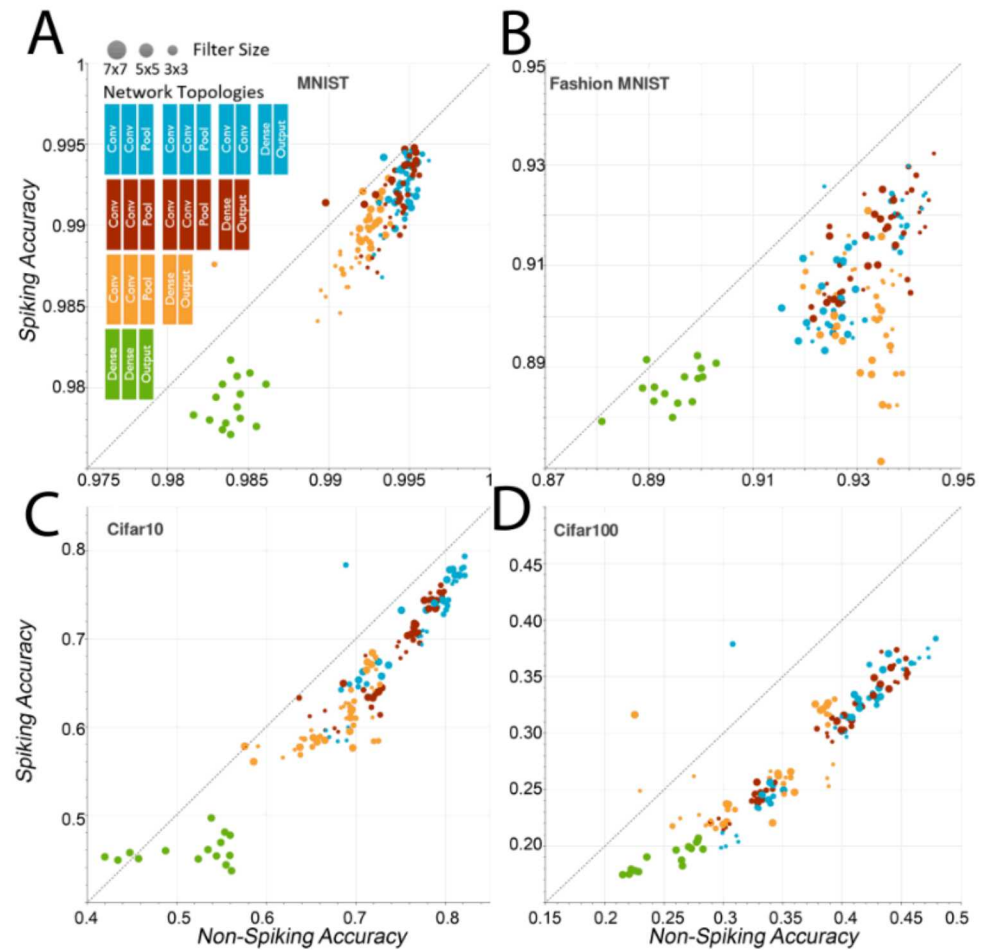 A
B
Filter Size
7x7 5x5 3x3
Network Topologies
MNIST
Fashion MNIST
Conv Conv Pool Conv Conv Pool Conv Conv Dense Output
Conv Conv Pool Conv Conv Pool Dense Output
Conv Conv Pool Dense Output
Dense Dense Output
Spiking Accuracy
1
0.995
0.99
0.985
0.98
0.975 0.98 0.985 0.99 0.995 1
0.95
0.93
0.91
0.89
0.87 0.89 0.91 0.93 0.95
C
D
Cifar10
Cifar100
Spiking Accuracy
0.8
0.7
0.6
0.5
0.4 0.5 0.6 0.7 0.8
Non-Spiking Accuracy
0.45
0.40
0.35
0.30
0.25
0.20
0.15 0.2 0.25 0.3 0.35 0.4 0.45 0.5
Non-Spiking Accuracy